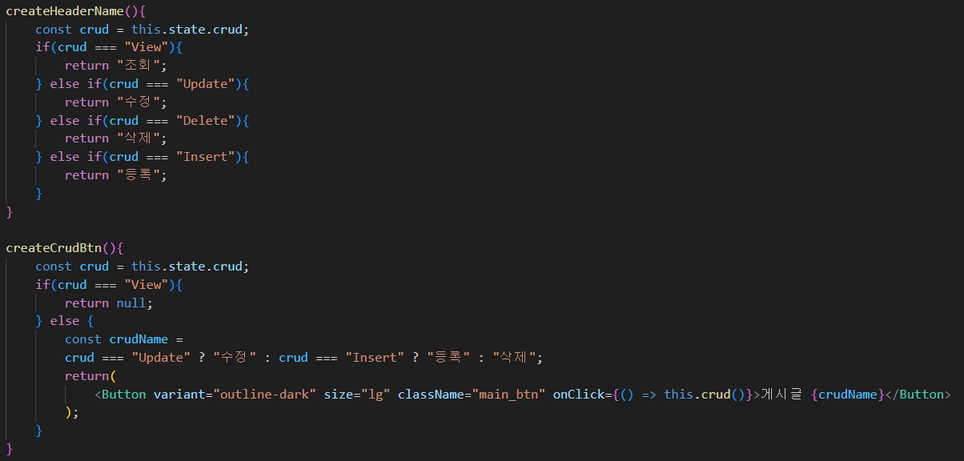 createHeaderName(){
    const crud = this.state.crud;
    if(crud === "View"){
        return "조회";
    } else if(crud === "Update"){
        return "수정";
    } else if(crud === "Delete"){
        return "삭제";
    } else if(crud === "Insert"){
        return "등록";
    }
}

createCrudBtn(){
    const crud = this.state.crud;
    if(crud === "View"){
        return null;
    } else {
        const crudName =
        crud === "Update" ? "수정" : crud === "Insert" ? "등록" : "삭제";
        return(
            <Button variant="outline-dark" size="lg" className="main_btn" onClick={() => this.crud()}>게시글 {crudName}</Button>
        );
    }
}